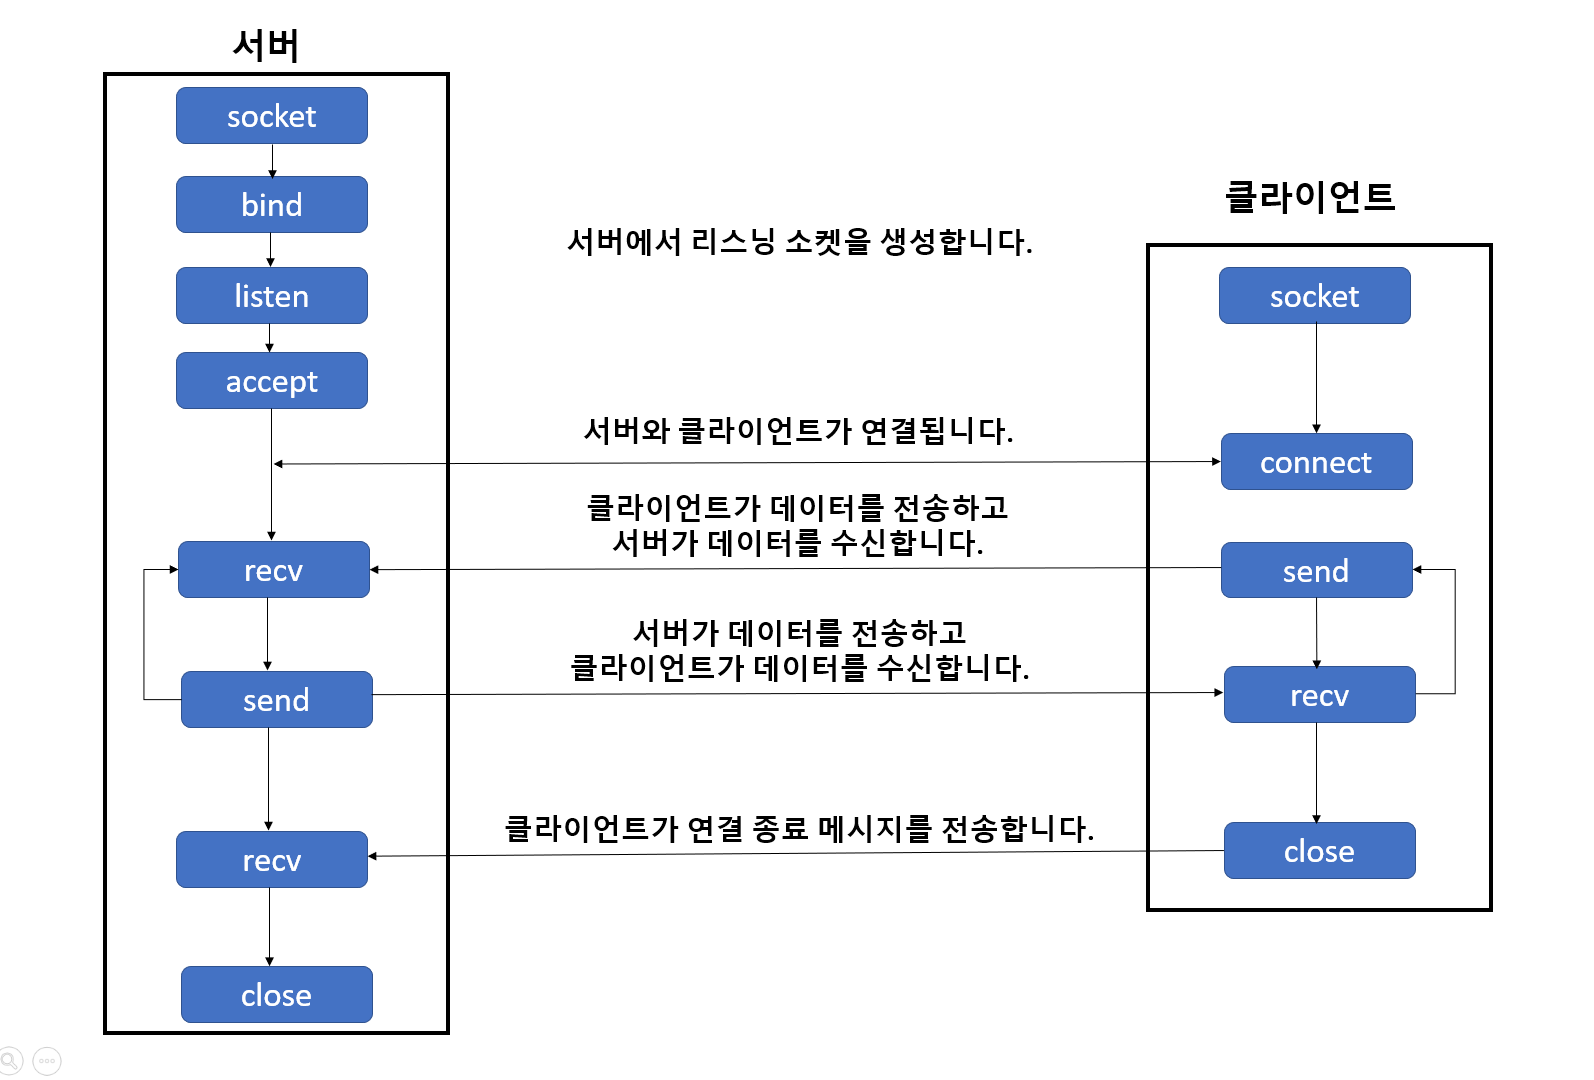 서버
socket
bind
listen
accept
recv
send
recv
close
서버에서 리스닝 소켓을 생성합니다.
서버와 클라이언트가 연결됩니다.
클라이언트가 데이터를 전송하고
서버가 데이터를 수신합니다.
서버가 데이터를 전송하고
클라이언트가 데이터를 수신합니다.
클라이언트가 연결 종료 메시지를 전송합니다.
클라이언트
socket
connect
send
recv
close